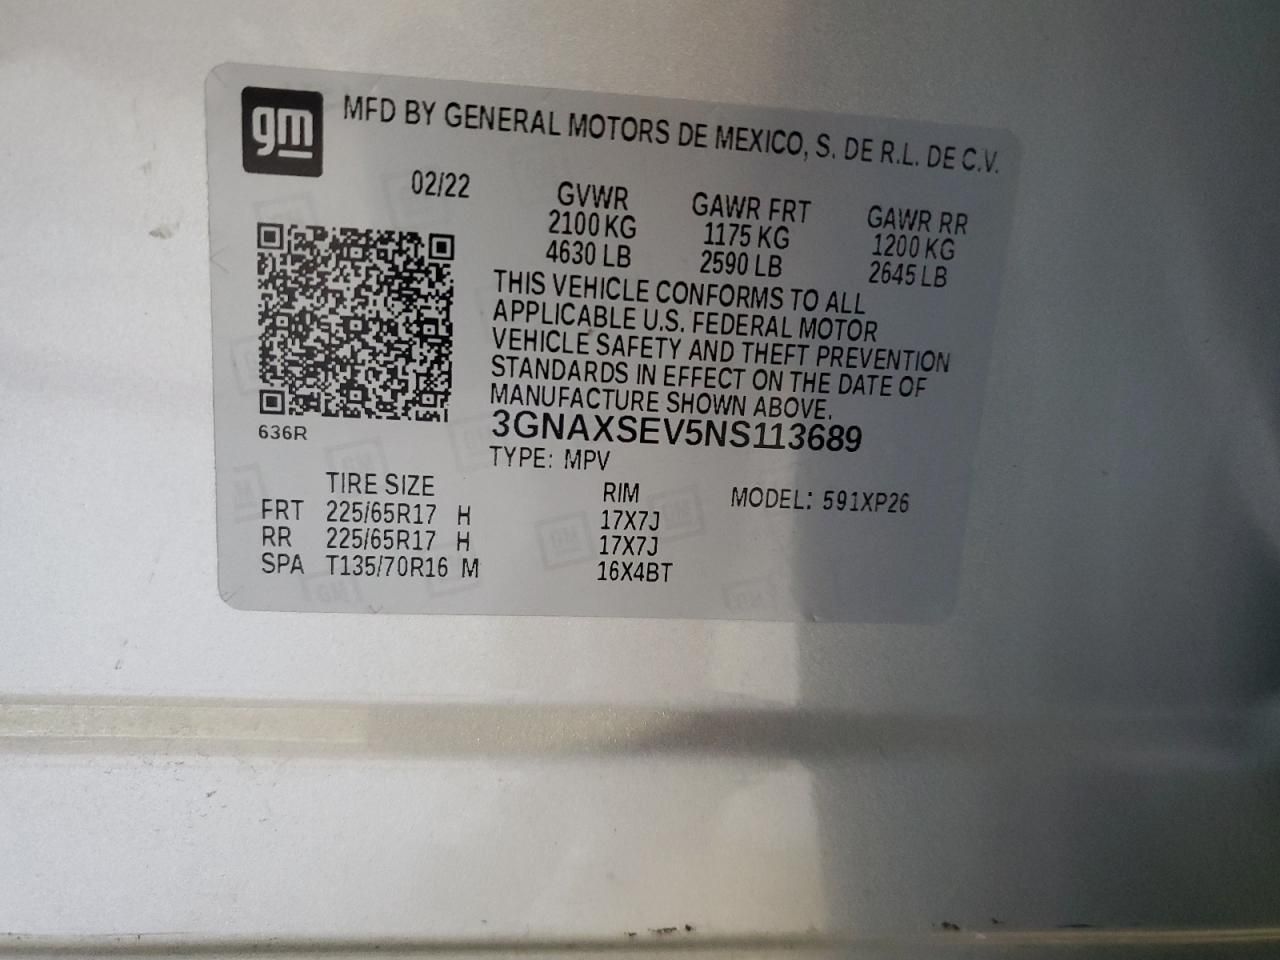 gm
MFD BY GENERAL MOTORS DE MEXICO, S. DE R.L. DE C.V.
02/22
GVWR GAWR FRT GAWR RR
2100 KG 1175 KG 1200 KG
4630 LB 2590 LB 2645 LB
THIS VEHICLE CONFORMS TO ALL
APPLICABLE U.S. FEDERAL MOTOR
VEHICLE SAFETY AND THEFT PREVENTION
STANDARDS IN EFFECT ON THE DATE OF
MANUFACTURE SHOWN ABOVE.
636R
3GNAXSEV5NS113689
TYPE: MPV
MODEL: 591XP26
TIRE SIZE RIM
FRT 225/65R17 H 17X7J
RR 225/65R17 H 17X7J
SPA T135/70R16 M 16X4BT